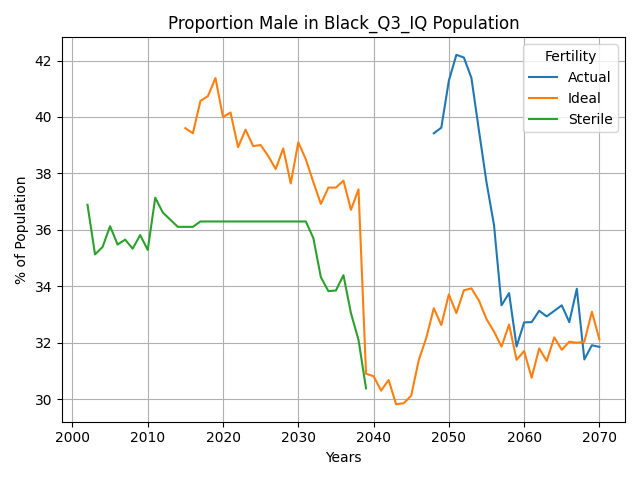 Proportion Male in Black_Q3_IQ Population
% of Population
42
40
38
36
34
32
30
Fertility
Actual
Ideal
Sterile
2000 2010 2020 2030 2040 2050 2060 2070
Years